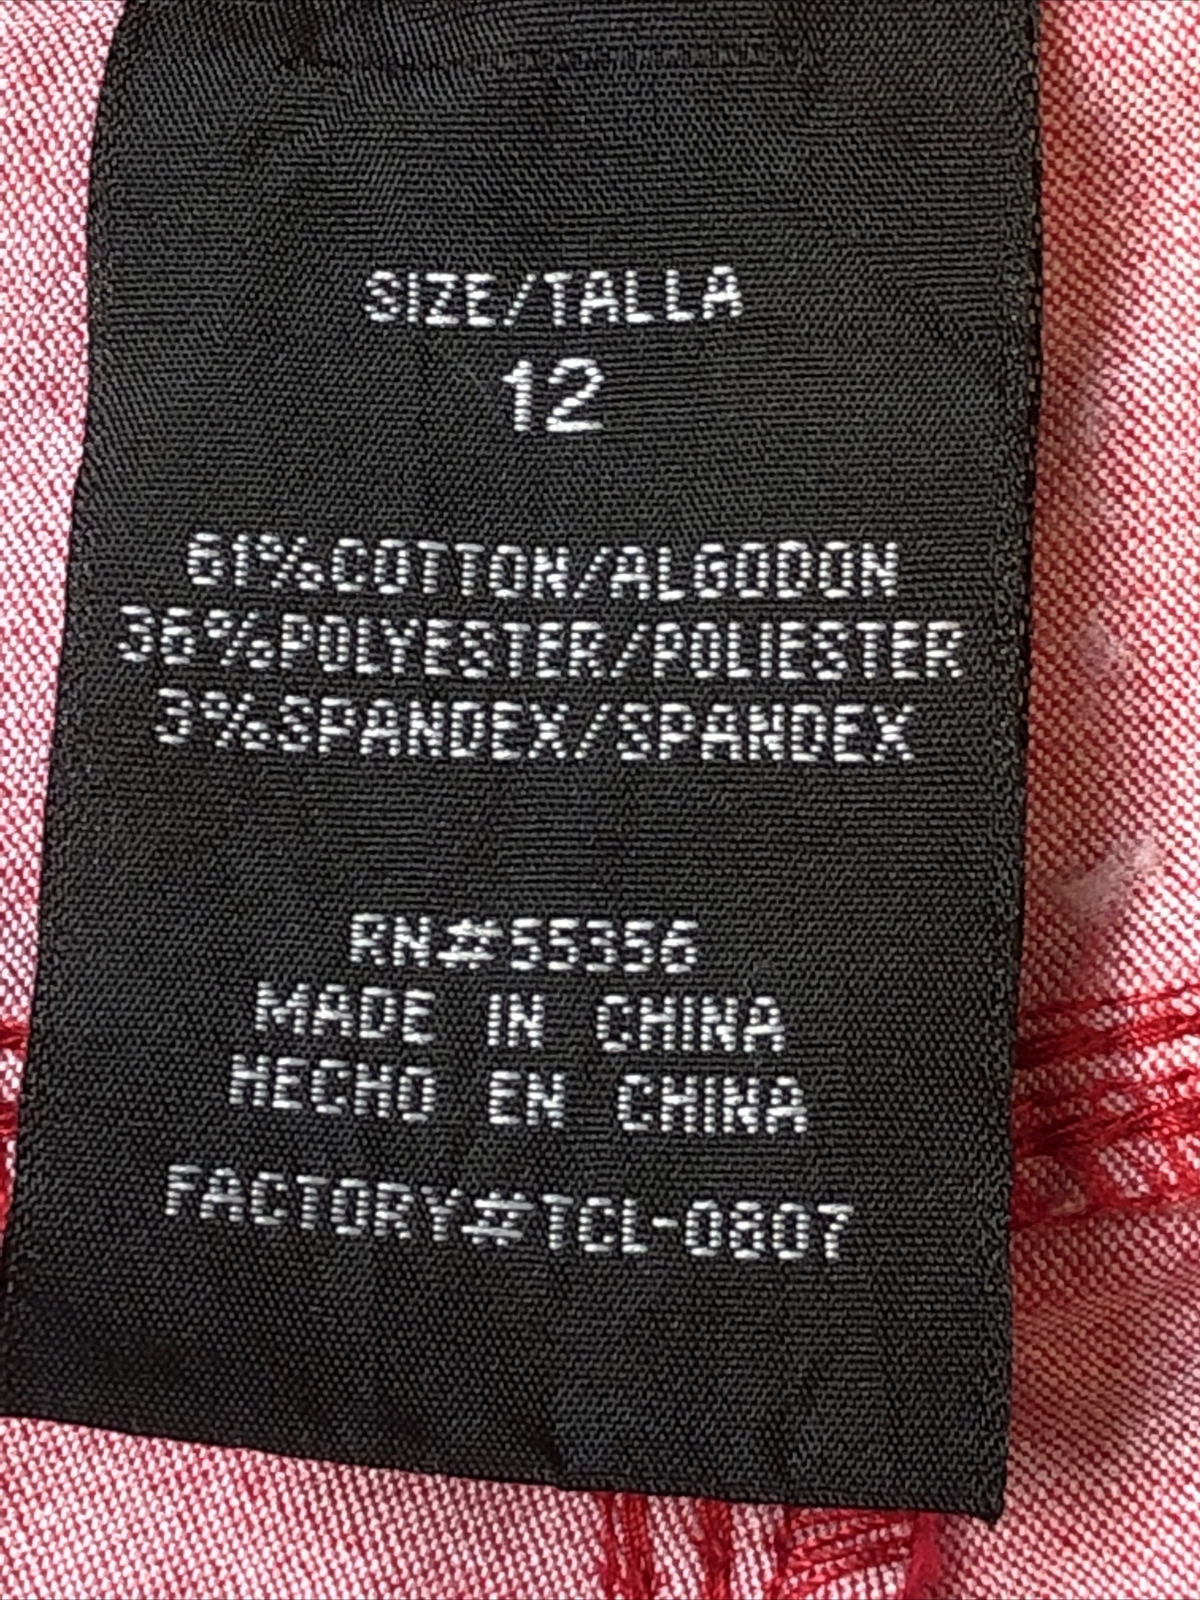 SIZE/TALLA
12
61%COTTON/ALGODON
36%POLYESTER/POLIESTER
3%SPANDEX/SPANDEX
RN#55356
MADE IN CHINA
HECHO EN CHINA
FACTORY#TCL-0807